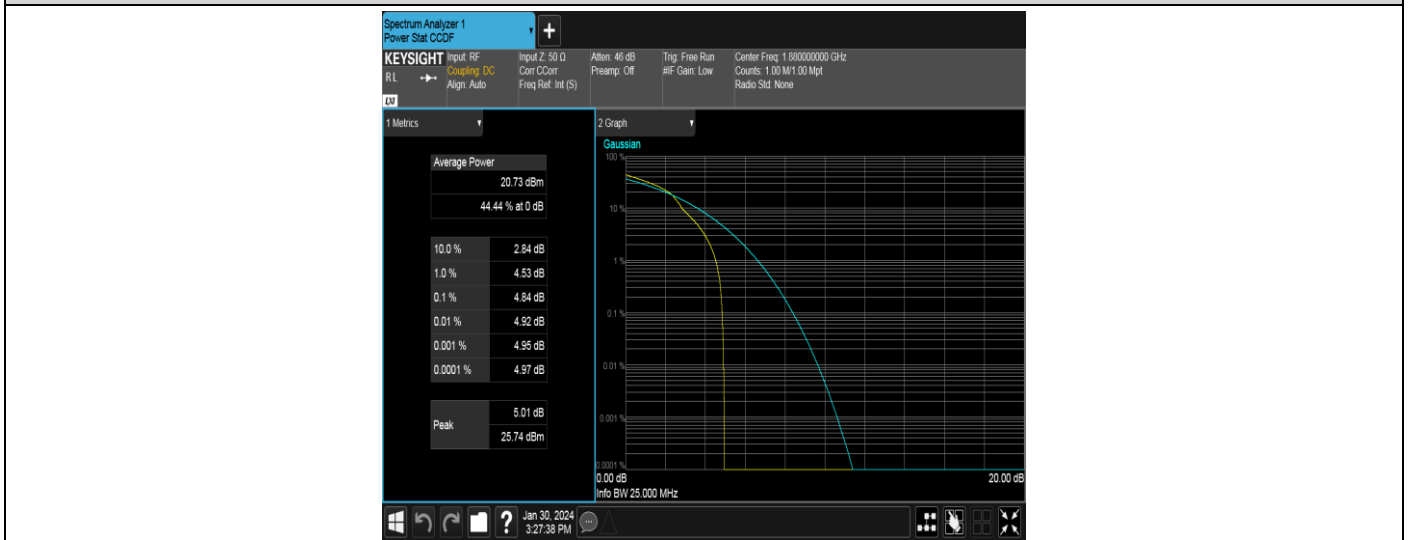 Spectrum Analyzer 1
Power Stat CCDF
+
KEYSIGHT
RL
LXI
Input: RF
Coupling: DC
Align: Auto
Input Z: 50 Ω
Corr CCorr
Freq Ref: Int (S)
Atten: 46 dB
Preamp: Off
Trig: Free Run
#IF Gain: Low
Center Freq: 1.880000000 GHz
Counts: 1.00 M/1.00 Mpt
Radio Std: None
1 Metrics
Average Power
20.73 dBm
44.44 % at 0 dB
10.0 % 2.84 dB
1.0 % 4.53 dB
0.1 % 4.84 dB
0.01 % 4.92 dB
0.001 % 4.95 dB
0.0001 % 4.97 dB
Peak
5.01 dB
25.74 dBm
2 Graph
Gaussian
100 %
10 %
1 %
0.1 %
0.01 %
0.001 %
0.0001 %
0.00 dB 20.00 dB
Info BW 25.000 MHz
?
Jan 30, 2024
3:27:38 PM